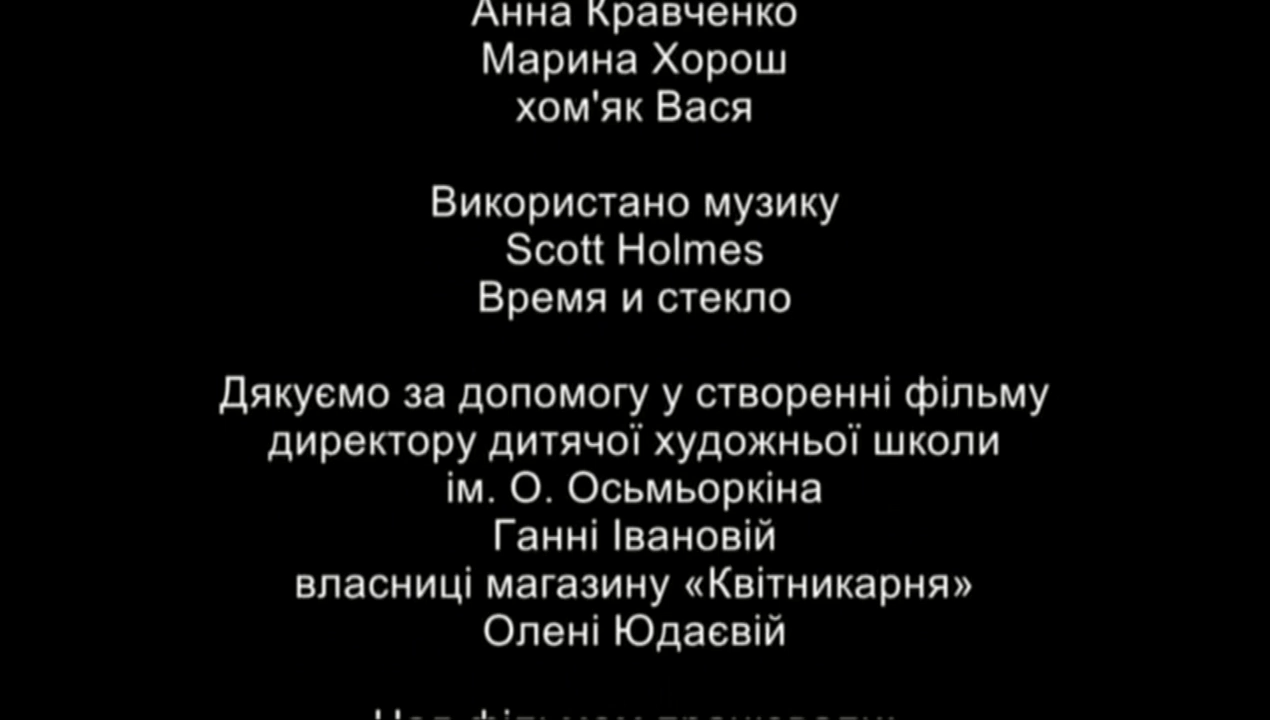 Анна Кравченко
Марина Хорош
хом'як Вася
Використано музику
Scott Holmes
Время и стекло
Дякуємо за допомогу у створенні фільму
директору дитячої художньої школи
ім. О. Осьмьоркіна
Ганні Івановій
власниці магазину «Квітникарня»
Олені Юдаєвій